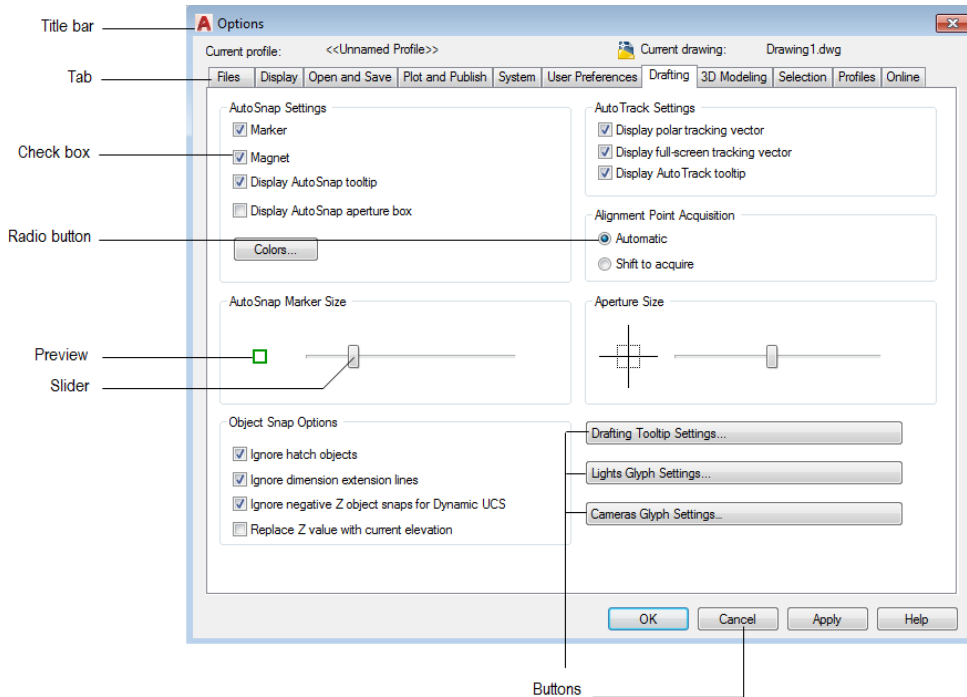 Title bar
Options
Current profile: <<Unnamed Profile>> Current drawing: Drawing1.dwg
Tab
Files Display Open and Save Plot and Publish System User Preferences Drafting 3D Modeling Selection Profiles Online
AutoSnap Settings
Marker
Check box
Magnet
Display AutoSnap tooltip
Display AutoSnap aperture box
Colors...
AutoTrack Settings
Display polar tracking vector
Display full-screen tracking vector
Display AutoTrack tooltip
Alignment Point Acquisition
Radio button
Automatic
Shift to acquire
AutoSnap Marker Size
Preview
Slider
Aperture Size
Object Snap Options
Ignore hatch objects
Ignore dimension extension lines
Ignore negative Z object snaps for Dynamic UCS
Replace Z value with current elevation
Drafting Tooltip Settings...
Lights Glyph Settings...
Cameras Glyph Settings...
OK Cancel Apply Help
Buttons